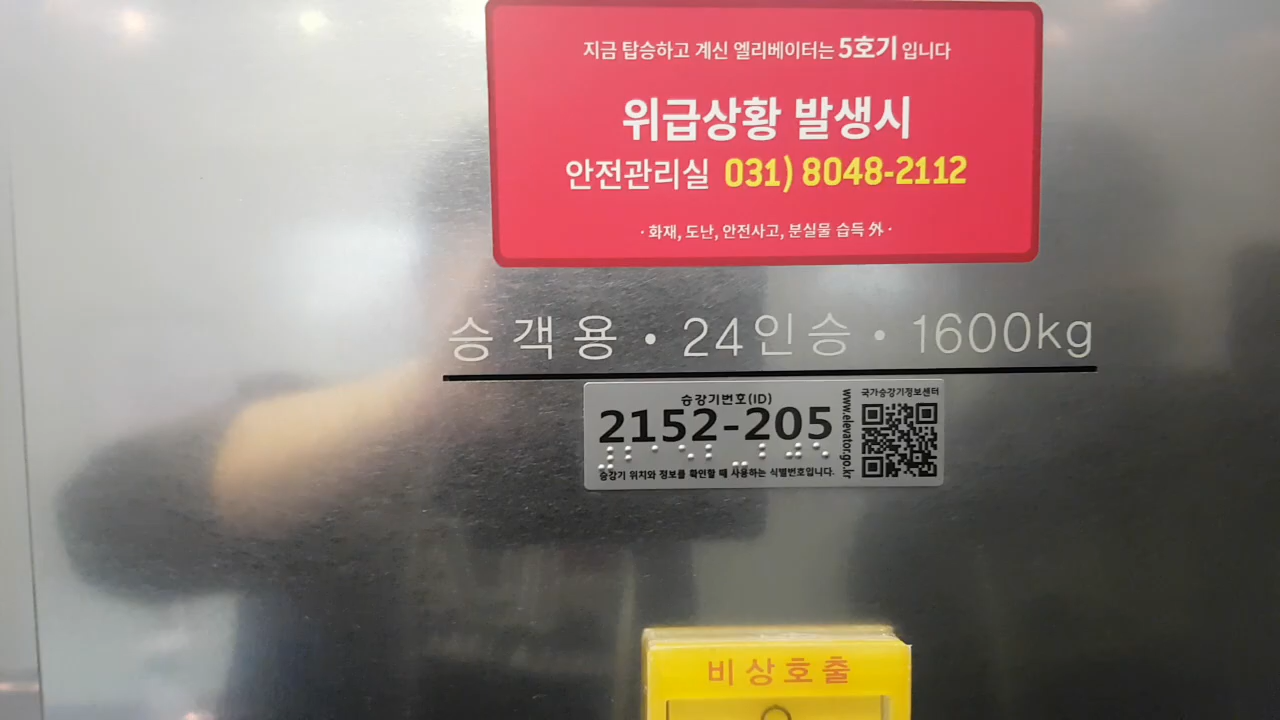 지금 탑승하고 계신 엘리베이터는 5호기 입니다
위급상황 발생시
안전관리실 031) 8048-2112
· 화재, 도난, 안전사고, 분실물 습득 外 ·
승객용 · 24인승 · 1600kg
승강기번호(ID)
2152-205
승강기 위치와 정보를 확인할 때 사용하는 식별번호입니다.
www.elevator.go.kr
국가승강기정보센터
비상호출